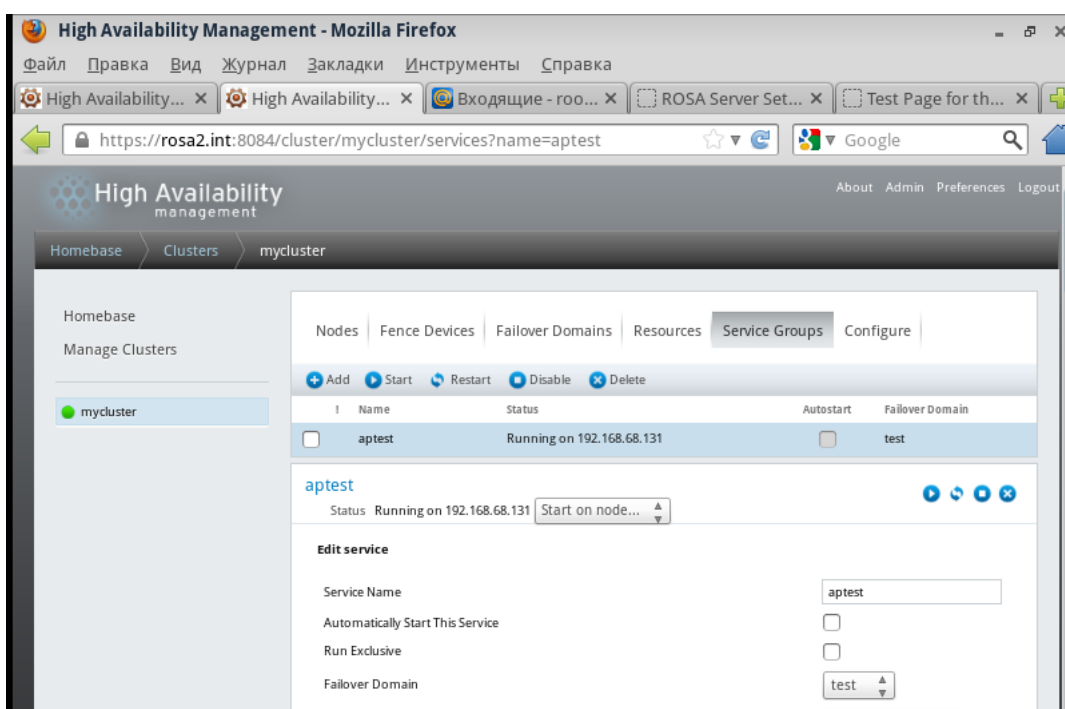 High Availability Management - Mozilla Firefox
Файл Правка Вид Журнал Закладки Инструменты Справка
High Availability... High Availability... Входящие - roo... ROSA Server Set... Test Page for th...
https://rosa2.int:8084/cluster/mycluster/services?name=aptest Google
High Availability
management
About Admin Preferences Logout
Homebase Clusters mycluster
Homebase
Manage Clusters
mycluster
Nodes Fence Devices Failover Domains Resources Service Groups Configure
Add Start Restart Disable Delete
! Name Status Autostart Failover Domain
aptest Running on 192.168.68.131 test
aptest
Status Running on 192.168.68.131 Start on node...
Edit service
Service Name aptest
Automatically Start This Service
Run Exclusive
Failover Domain test